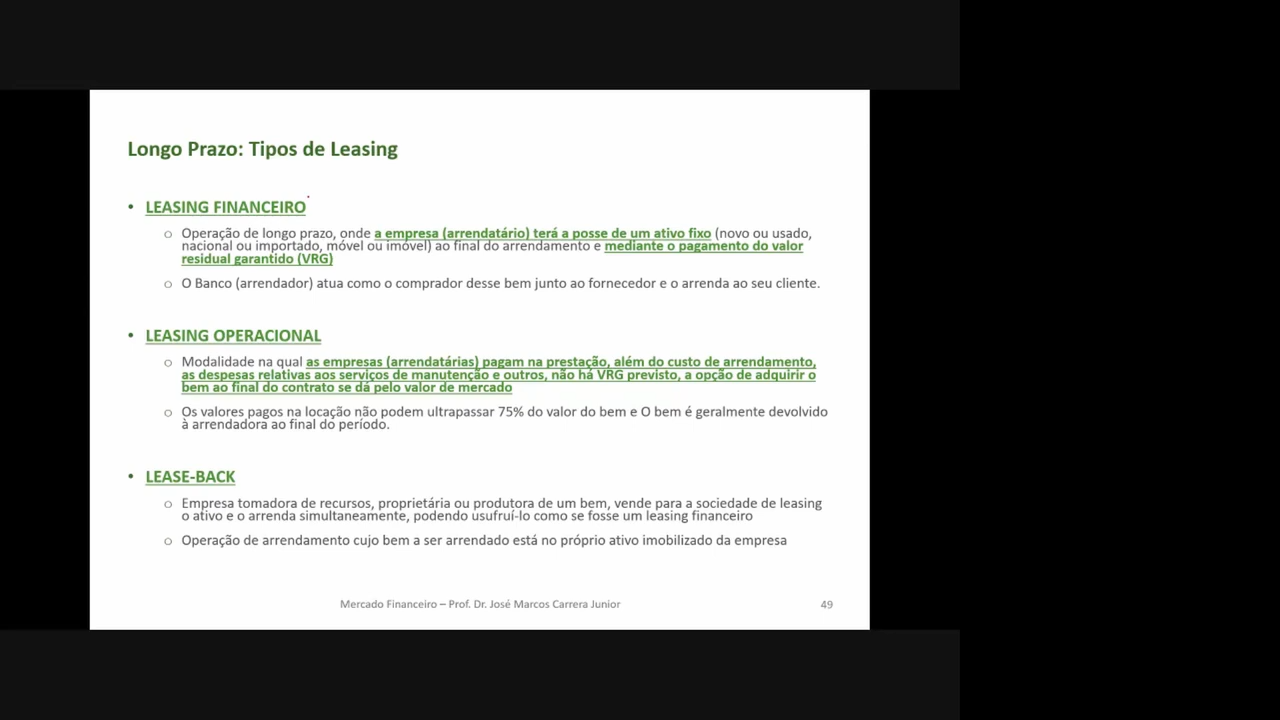 Longo Prazo: Tipos de Leasing
• LEASING FINANCEIRO
o Operação de longo prazo, onde a empresa (arrendatário) terá a posse de um ativo fixo (novo ou usado,
nacional ou importado, móvel ou imóvel) ao final do arrendamento e mediante o pagamento do valor
residual garantido (VRG)
o O Banco (arrendador) atua como o comprador desse bem junto ao fornecedor e o arrenda ao seu cliente.
• LEASING OPERACIONAL
o Modalidade na qual as empresas (arrendatárias) pagam na prestação, além do custo de arrendamento,
as despesas relativas aos serviços de manutenção e outros, não há VRG previsto, a opção de adquirir o
bem ao final do contrato se dá pelo valor de mercado
o Os valores pagos na locação não podem ultrapassar 75% do valor do bem e O bem é geralmente devolvido
à arrendadora ao final do período.
• LEASE-BACK
o Empresa tomadora de recursos, proprietária ou produtora de um bem, vende para a sociedade de leasing
o ativo e o arrenda simultaneamente, podendo usufruí-lo como se fosse um leasing financeiro
o Operação de arrendamento cujo bem a ser arrendado está no próprio ativo imobilizado da empresa
Mercado Financeiro – Prof. Dr. José Marcos Carrera Junior
49